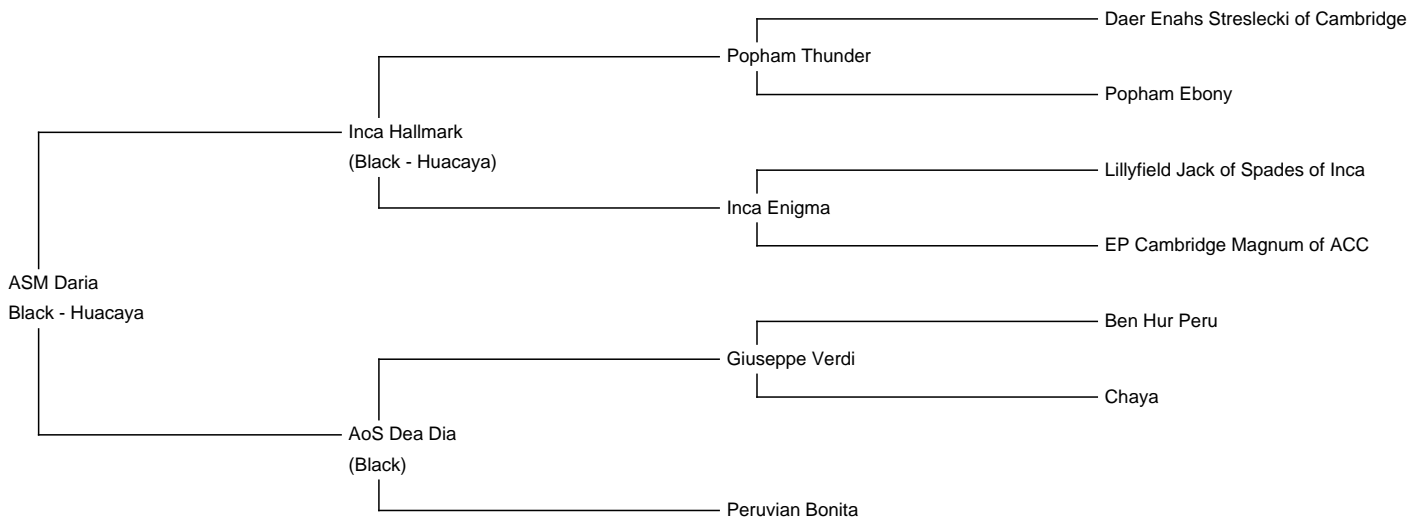 Daer Enahs Streslecki of Cambridge
Popham Thunder
Popham Ebony
Inca Hallmark
(Black - Huacaya)
Lillyfield Jack of Spades of Inca
Inca Enigma
EP Cambridge Magnum of ACC
ASM Daria
Black - Huacaya
Ben Hur Peru
Giuseppe Verdi
Chaya
AoS Dea Dia
(Black)
Peruvian Bonita